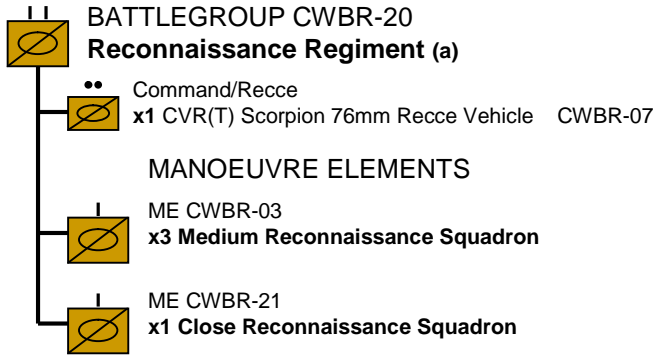 BATTLEGROUP CWBR-20
Reconnaissance Regiment (a)
Command/Recce
x1 CVR(T) Scorpion 76mm Recce Vehicle CWBR-07
MANOEUVRE ELEMENTS
ME CWBR-03
x3 Medium Reconnaissance Squadron
ME CWBR-21
x1 Close Reconnaissance Squadron